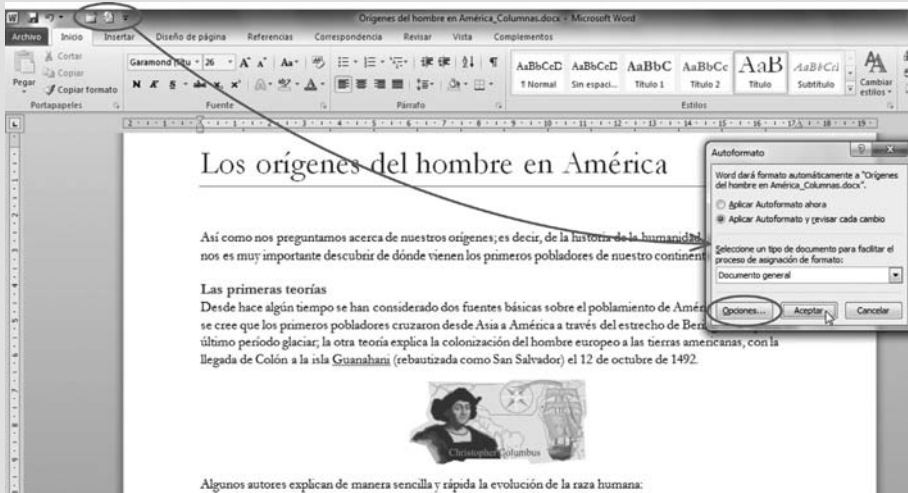 Orígenes del hombre en América_Columnas.docx - Microsoft Word
Archivo Inicio Insertar Diseño de página Referencias Correspondencia Revisar Vista Complementos
Pegar
Cortar
Copiar
Copiar formato
Portapapeles
Garamond (Tu 26
N K S abc x₂ x²
Fuente
Párrafo
AaBbCcD AaBbCcD AaBbC AaBbCc AaB AaBbCcI
¶ Normal Sin espaci... Título 1 Título 2 Título Subtítulo
Cambiar estilos
Estilos
Los orígenes del hombre en América
Así como nos preguntamos acerca de nuestros orígenes; es decir, de la historia de la humanidad
nos es muy importante descubrir de dónde vienen los primeros pobladores de nuestro continent
Las primeras teorías
Desde hace algún tiempo se han considerado dos fuentes básicas sobre el poblamiento de Amér
se cree que los primeros pobladores cruzaron desde Asia a América a través del estrecho de Ber
último período glaciar; la otra teoría explica la colonización del hombre europeo a las tierras americanas, con la
llegada de Colón a la isla Guanahani (rebautizada como San Salvador) el 12 de octubre de 1492.
Christopher Columbus
Algunos autores explican de manera sencilla y rápida la evolución de la raza humana:
Autoformato
Word dará formato automáticamente a "Orígenes
del hombre en América_Columnas.docx".
Aplicar Autoformato ahora
Aplicar Autoformato y revisar cada cambio
Seleccione un tipo de documento para facilitar el
proceso de asignación de formato:
Documento general
Opciones... Aceptar Cancelar